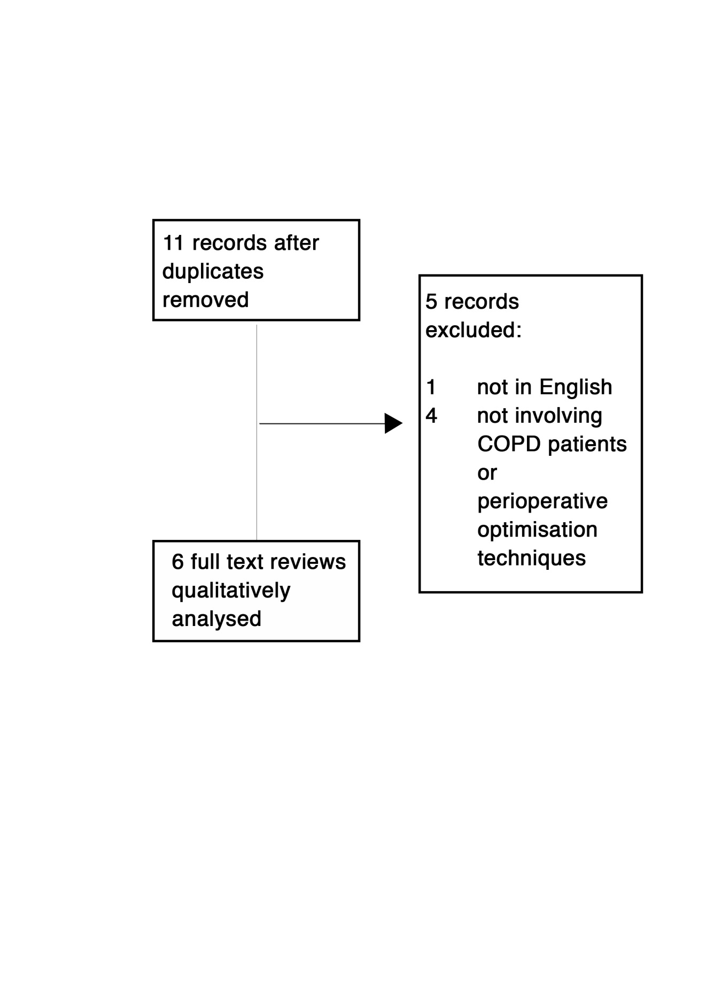 11 records after
duplicates
removed
5 records
excluded:
1 not in English
4 not involving
COPD patients
or
perioperative
optimisation
techniques
6 full text reviews
qualitatively
analysed